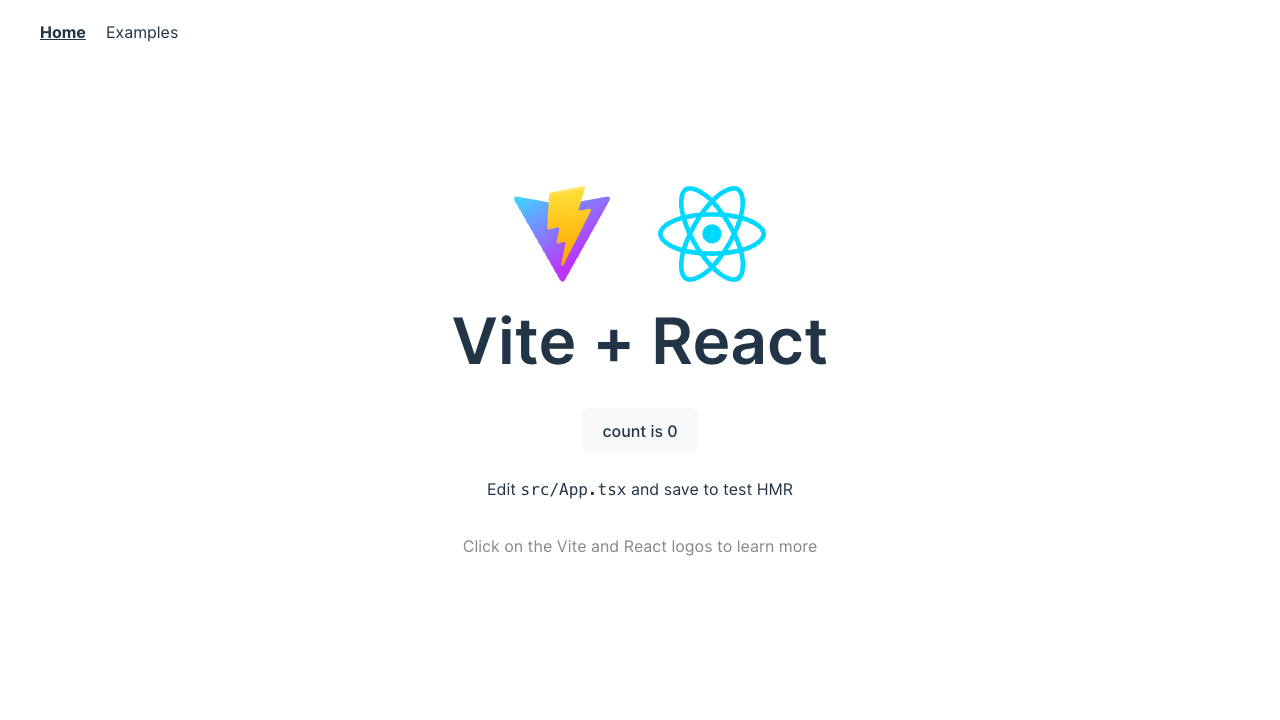 Home Examples
Vite + React
count is 0
Edit src/App.tsx and save to test HMR
Click on the Vite and React logos to learn more